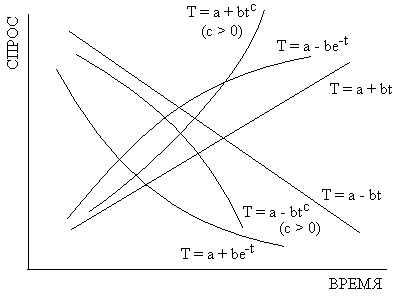 T = a + bt^c
(c > 0)
T = a - be^-t
T = a + bt
СПРОС
T = a - bt
T = a - bt^c
(c > 0)
T = a + be^-t
ВРЕМЯ